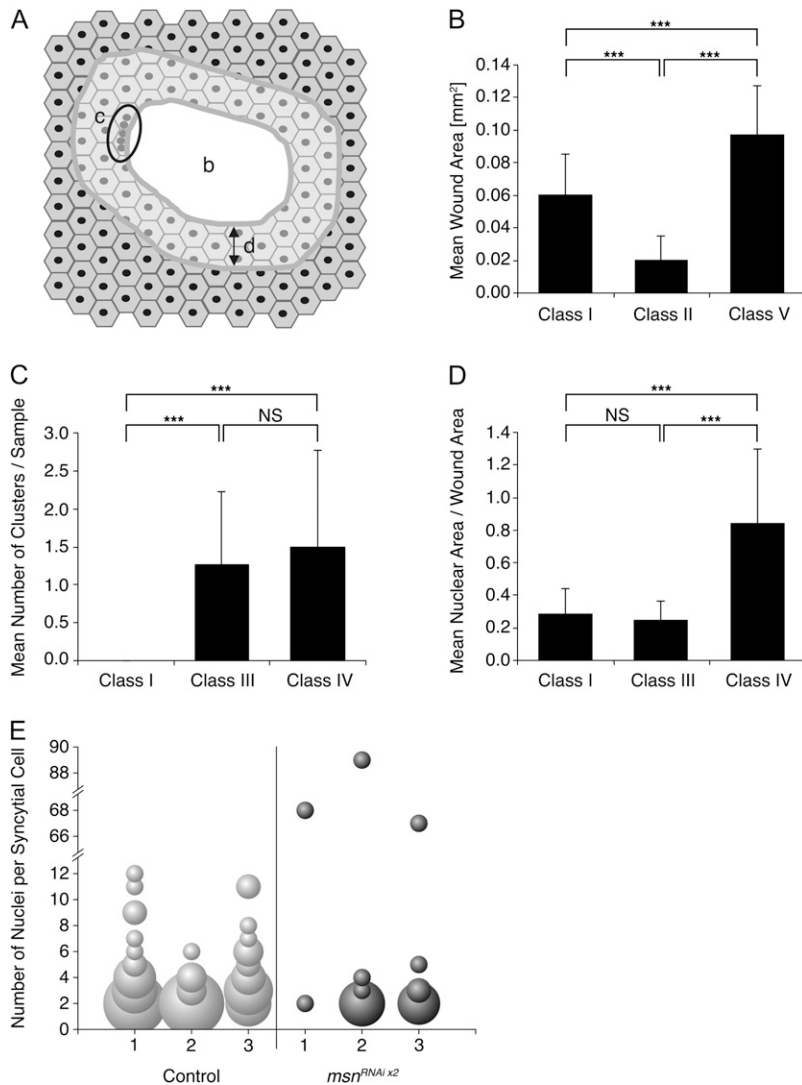 A
c
b
d
B
Mean Wound Area [mm²]
***
*** ***
0.14
0.12
0.10
0.08
0.06
0.04
0.02
0.00
Class I Class II Class V
C
Mean Number of Clusters / Sample
***
*** NS
3.0
2.5
2.0
1.5
1.0
0.5
0.0
Class I Class III Class IV
D
Mean Nuclear Area / Wound Area
***
NS ***
1.4
1.2
1.0
0.8
0.6
0.4
0.2
0.0
Class I Class III Class IV
E
Number of Nuclei per Syncytial Cell
90
88
68
66
12
10
8
6
4
2
0
1 2 3 1 2 3
Control msn^RNAi x2